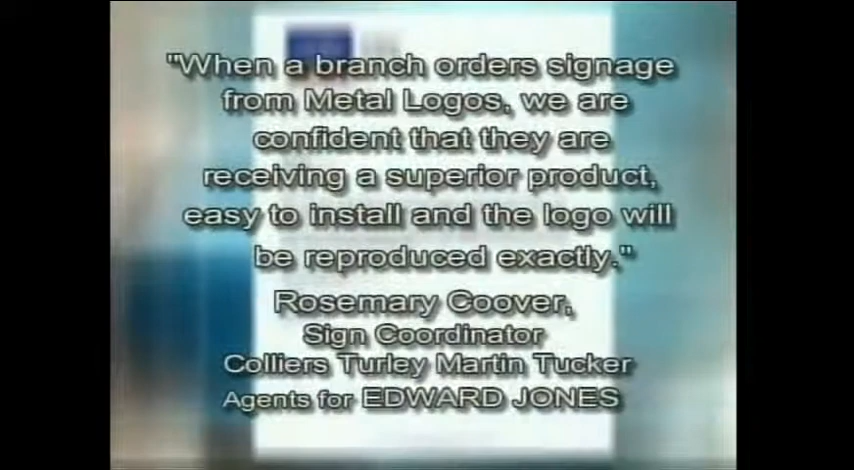 "When a branch orders signage
from Metal Logos, we are
confident that they are
receiving a superior product,
easy to install and the logo will
be reproduced exactly."
Rosemary Coover,
Sign Coordinator
Colliers Turley Martin Tucker
Agents for EDWARD JONES